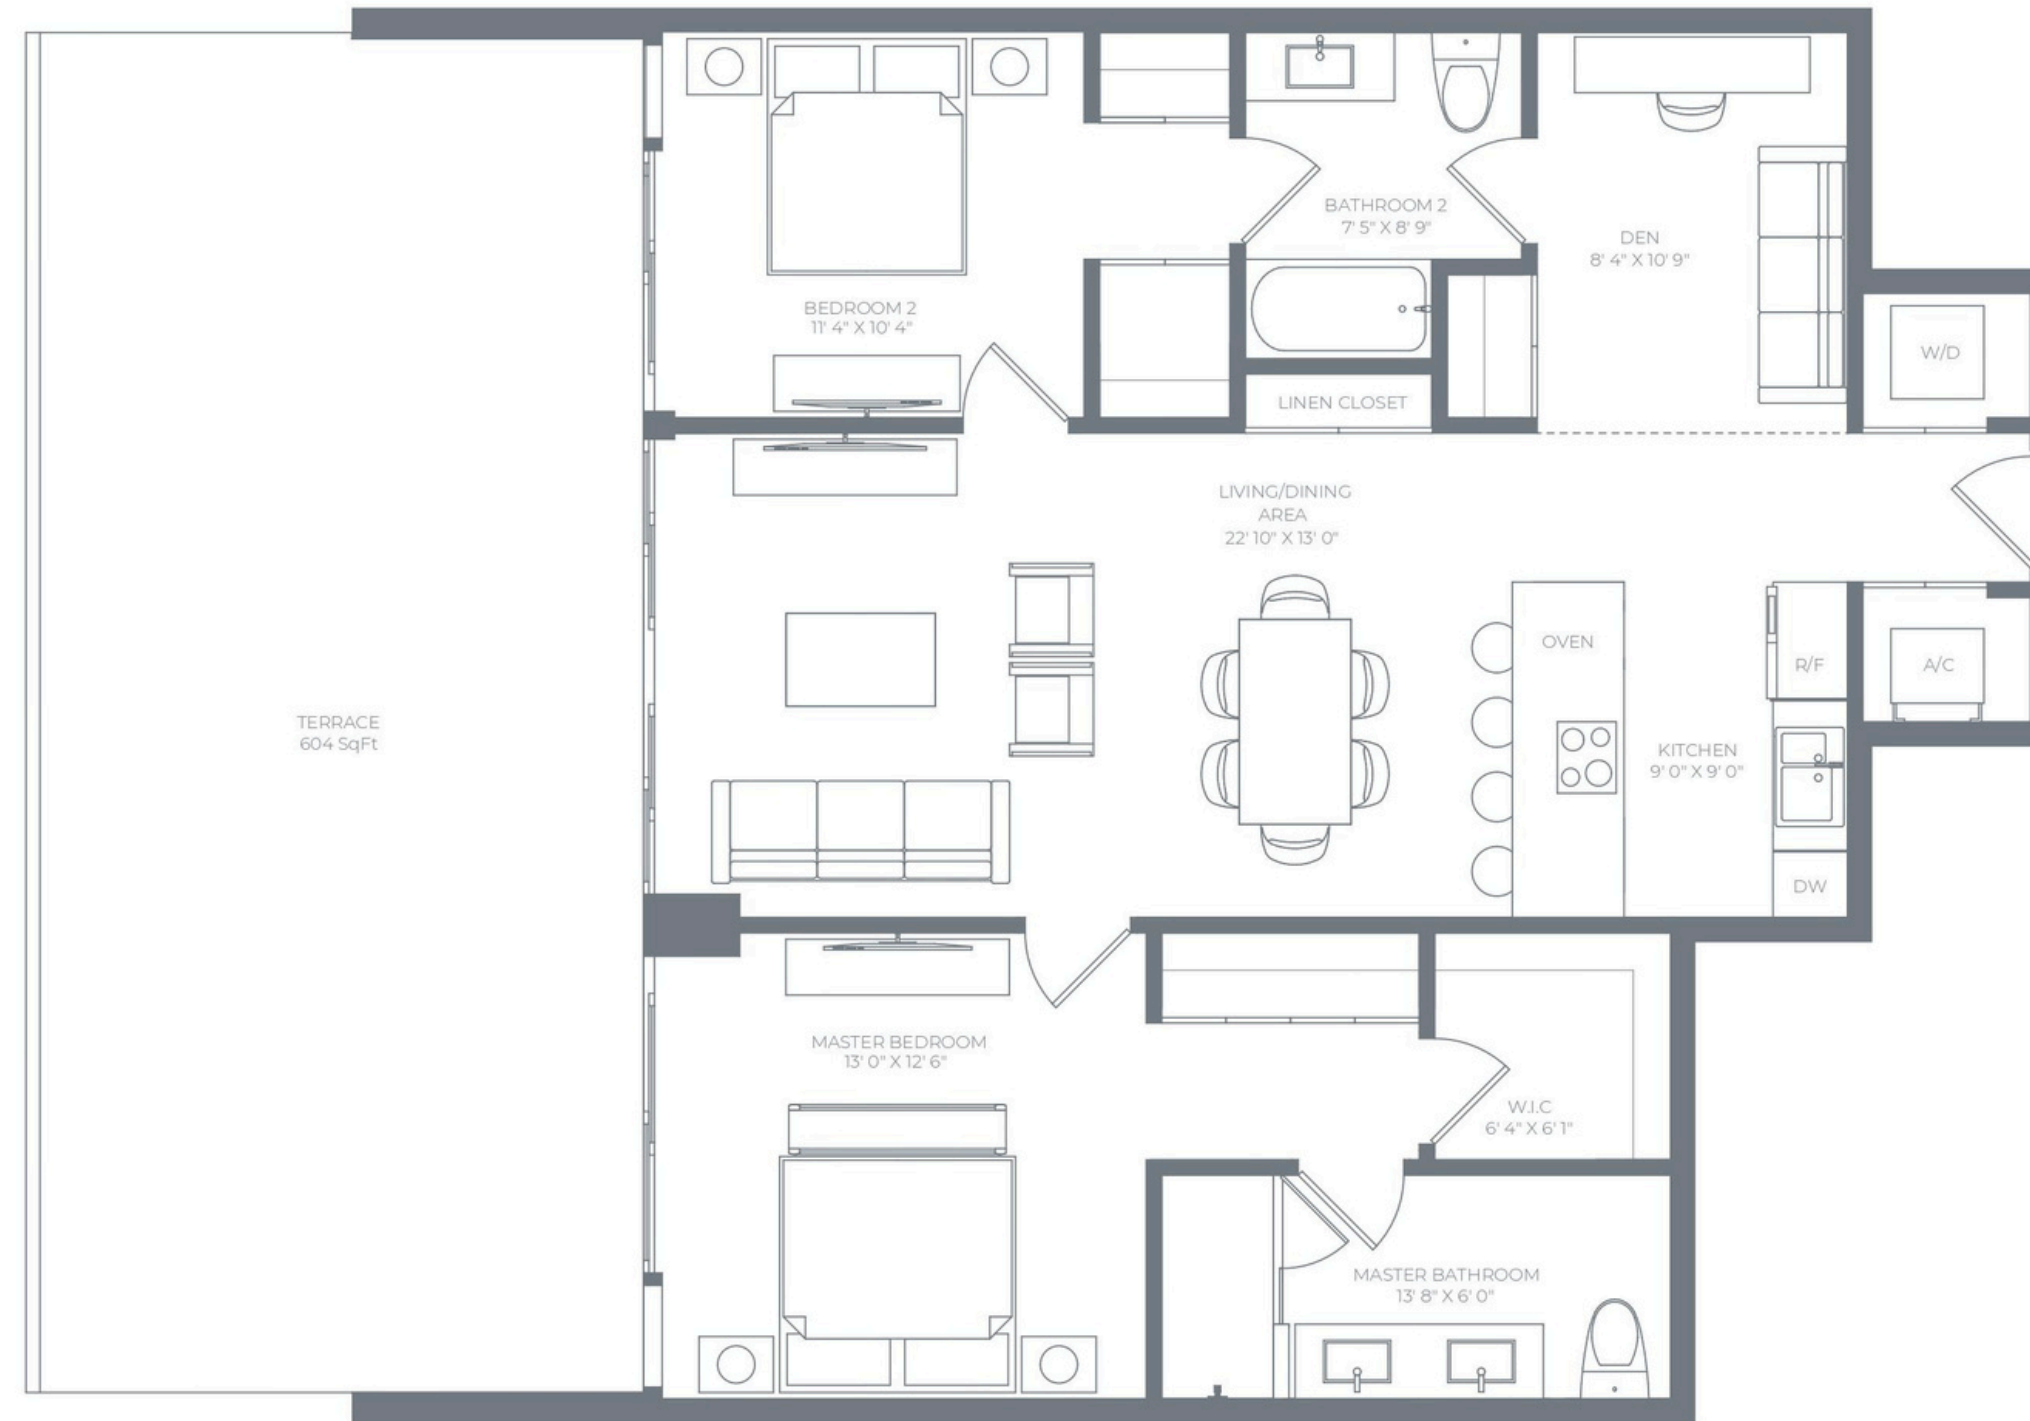 BATHROOM 2
7' 5" X 8' 9"
DEN
8' 4" X 10' 9"
BEDROOM 2
11' 4" X 10' 4"
W/D
LINEN CLOSET
LIVING/DINING
AREA
22' 10" X 13' 0"
OVEN
R/F
A/C
TERRACE
604 SqFt
KITCHEN
9' 0" X 9' 0"
DW
MASTER BEDROOM
13' 0" X 12' 6"
W.I.C
6' 4" X 6' 1"
MASTER BATHROOM
13' 8" X 6' 0"